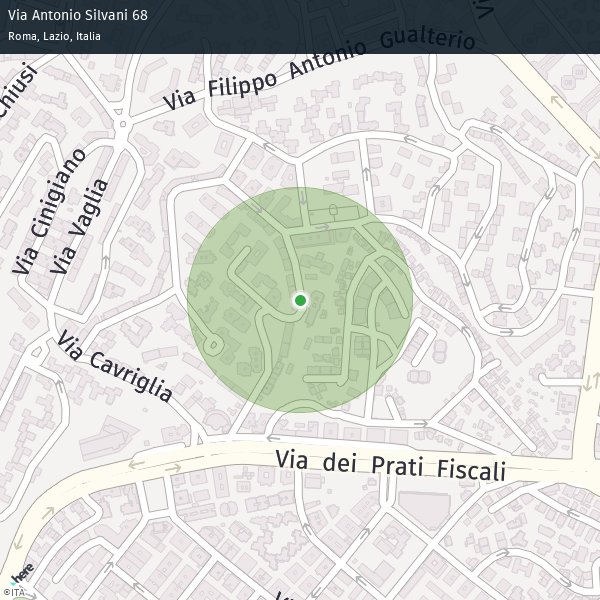 Via Antonio Silvani 68
Roma, Lazio, Italia
Via Filippo Antonio Gualterio
Chiusi
Via Cinigiano
Via Vaglia
Via Cavriglia
Via dei Prati Fiscali
here
© ITA